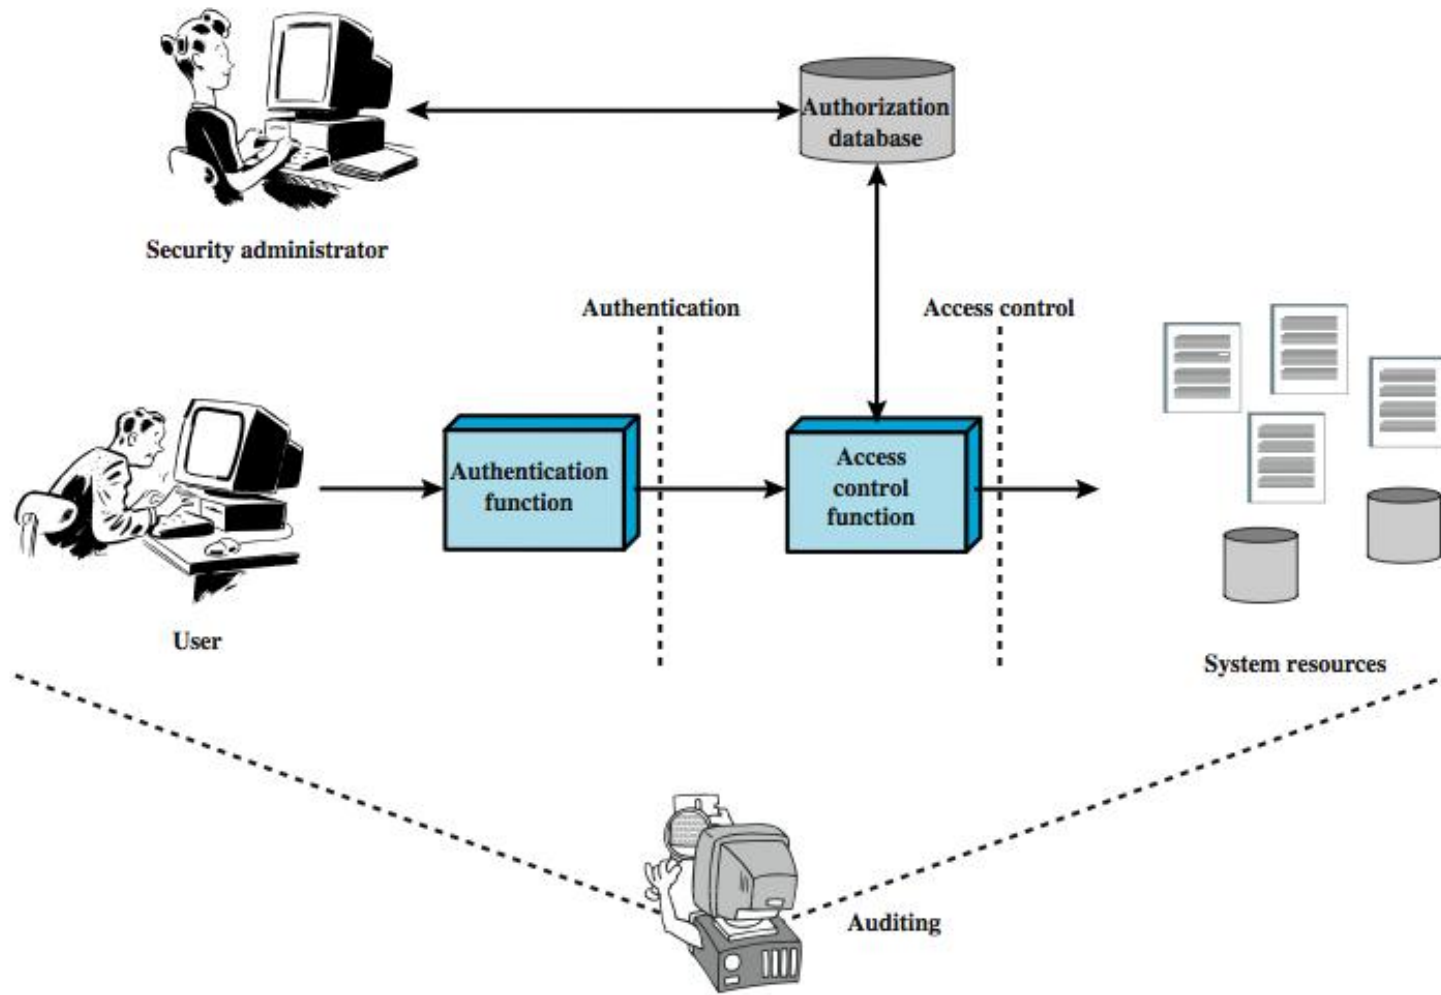 Authorization
database
Security administrator
Authentication
Access control
Authentication
function
Access
control
function
User
System resources
Auditing